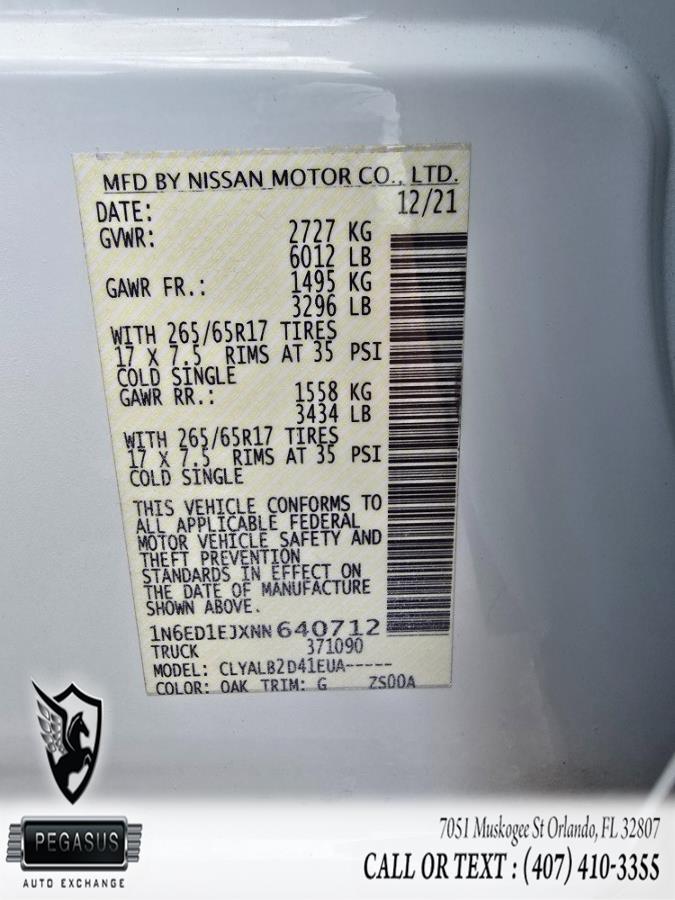 MFD BY NISSAN MOTOR CO., LTD.
DATE: 12/21
GVWR: 2727 KG
6012 LB
GAWR FR.: 1495 KG
3296 LB
WITH 265/65R17 TIRES
17 X 7.5 RIMS AT 35 PSI
COLD SINGLE
GAWR RR.: 1558 KG
3434 LB
WITH 265/65R17 TIRES
17 X 7.5 RIMS AT 35 PSI
COLD SINGLE
THIS VEHICLE CONFORMS TO
ALL APPLICABLE FEDERAL
MOTOR VEHICLE SAFETY AND
THEFT PREVENTION
STANDARDS IN EFFECT ON
THE DATE OF MANUFACTURE
SHOWN ABOVE.
1N6ED1EJXNN640712
TRUCK 371090
MODEL: CLYALB2D41EUA-----
COLOR: QAK TRIM: G ZS00A
PEGASUS
AUTO EXCHANGE
7051 Muskogee St Orlando, FL 32807
CALL OR TEXT : (407) 410-3355